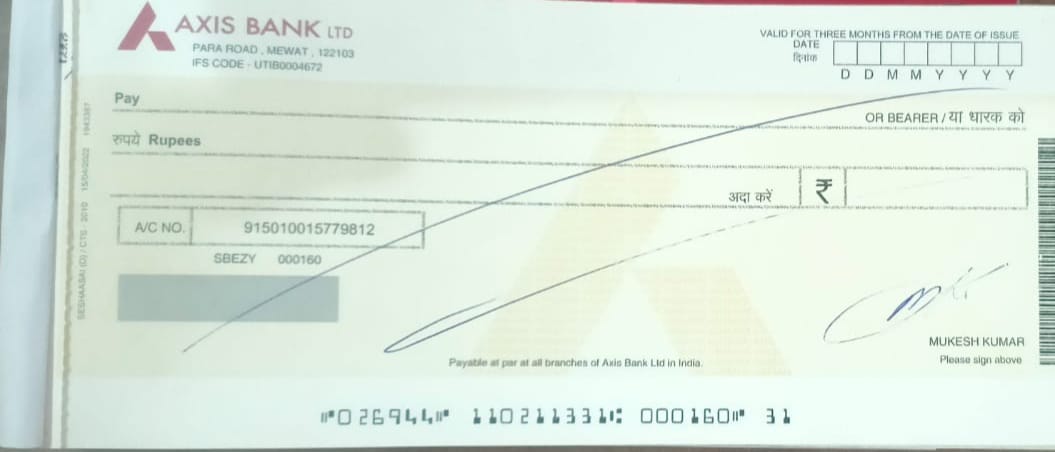 AXIS BANK LTD
PARA ROAD , MEWAT , 122103
IFS CODE - UTIB0004672
VALID FOR THREE MONTHS FROM THE DATE OF ISSUE
DATE
दिनांक
D D M M Y Y Y Y
Pay
OR BEARER / या धारक को
रुपये Rupees
अदा करें ₹
A/C NO. 915010015779812
SBEZY 000160
MUKESH KUMAR
Please sign above
Payable at par at all branches of Axis Bank Ltd in India.
SESHAASAI (D) / CTS - 2010 15/04/2022 1943387
⑈026944⑈ 110211331⑆ 000160⑈ 31